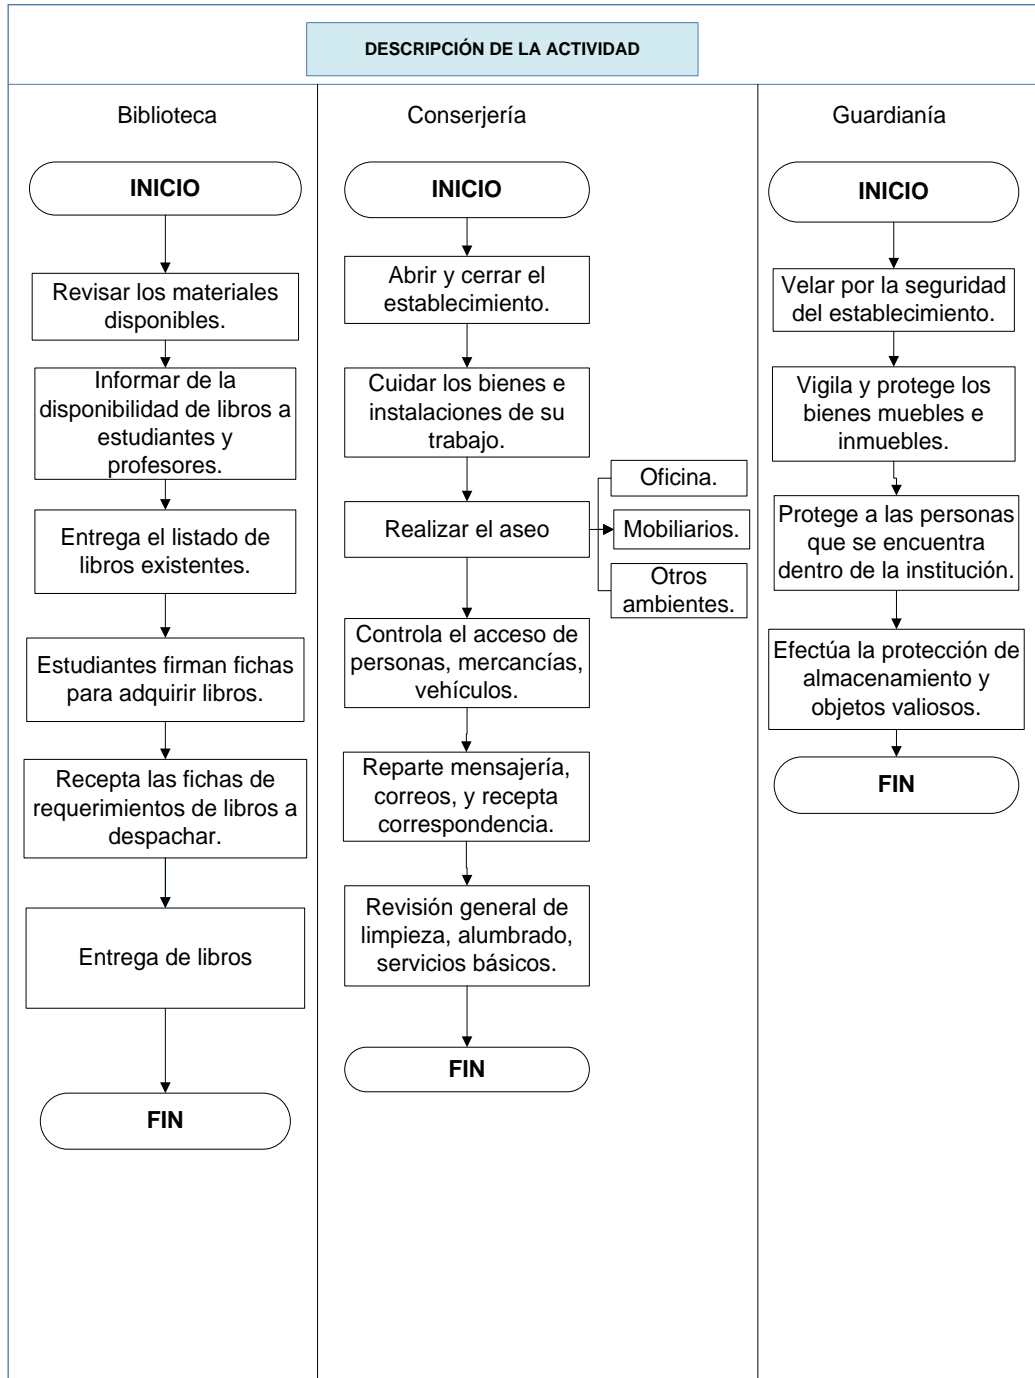 DESCRIPCIÓN DE LA ACTIVIDAD
Biblioteca
INICIO
Revisar los materiales
disponibles.
Informar de la
disponibilidad de libros a
estudiantes y
profesores.
Entrega el listado de
libros existentes.
Estudiantes firman fichas
para adquirir libros.
Recepta las fichas de
requerimientos de libros a
despachar.
Entrega de libros
FIN
Conserjería
INICIO
Abrir y cerrar el
establecimiento.
Cuidar los bienes e
instalaciones de su
trabajo.
Realizar el aseo
Oficina.
Mobiliarios.
Otros
ambientes.
Controla el acceso de
personas, mercancías,
vehículos.
Reparte mensajería,
correos, y recepta
correspondencia.
Revisión general de
limpieza, alumbrado,
servicios básicos.
FIN
Guardianía
INICIO
Velar por la seguridad
del establecimiento.
Vigila y protege los
bienes muebles e
inmuebles.
Protege a las personas
que se encuentra
dentro de la institución.
Efectúa la protección de
almacenamiento y
objetos valiosos.
FIN